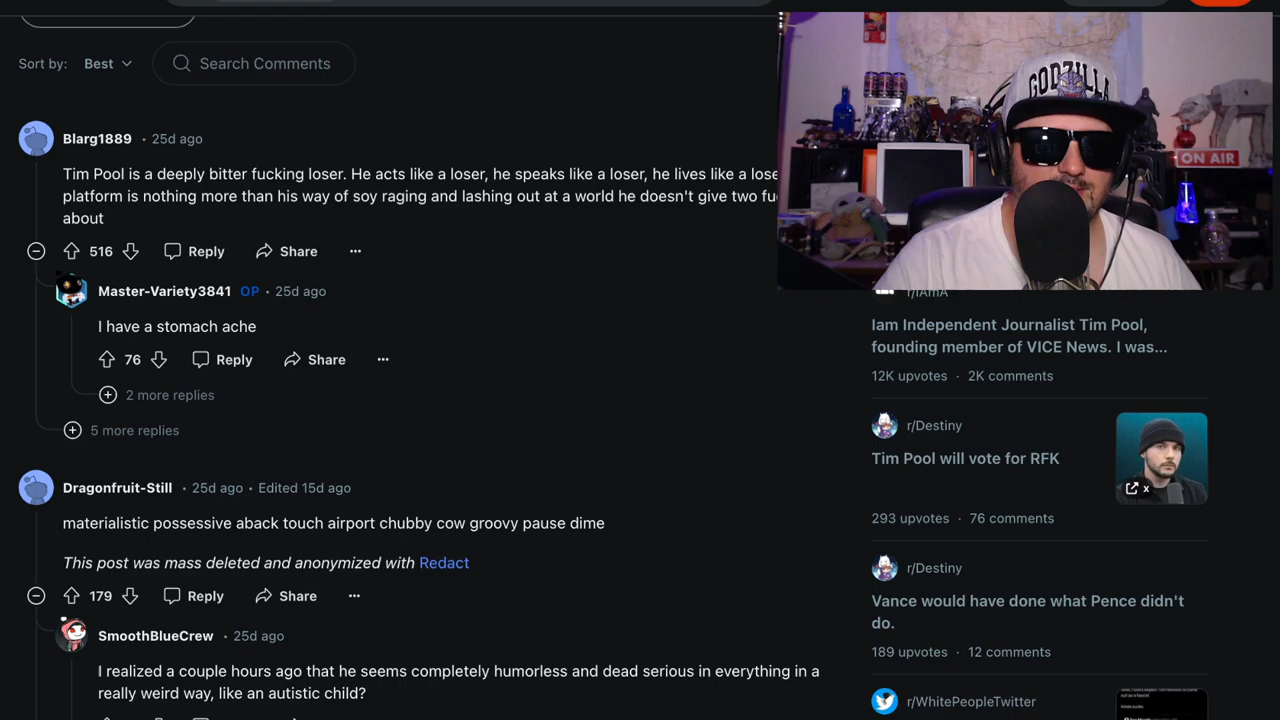 Sort by:
Best
Search Comments
Blarg1889
• 25d ago
Tim Pool is a deeply bitter fucking loser. He acts like a loser, he speaks like a loser, he lives like a
platform is nothing more than his way of soy raging and lashing out at a world he doesn't give two
about
516
Reply
Share
Master-Variety3841 OP • 25d ago
I have a stomach ache
76
Reply
Share
2 more replies
5 more replies
Dragonfruit-Still • 25d ago • Edited 15d ago
materialistic possessive aback touch airport chubby cow groovy pause dime
This post was mass deleted and anonymized with Redact
179
Reply
Share
SmoothBlueCrew • 25d ago
I realized a couple hours ago that he seems completely humorless and dead serious in everything in a
really weird way, like an autistic child?
GODZILLA
ON AIR
r/IAmA
Iam Independent Journalist Tim Pool,
founding member of VICE News. I was...
12K upvotes • 2K comments
r/Destiny
Tim Pool will vote for RFK
x
293 upvotes • 76 comments
r/Destiny
Vance would have done what Pence didn't
do.
189 upvotes • 12 comments
r/WhitePeopleTwitter